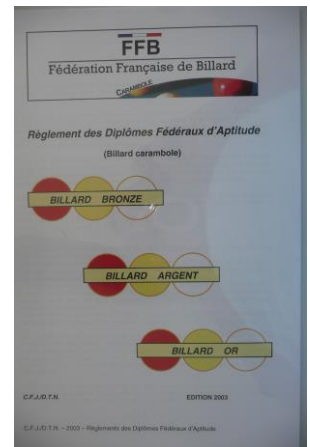 FFB
Fédération Française de Billard
CARAMBOLE
Règlement des Diplômes Fédéraux d'Aptitude
(Billard carambole)
BILLARD BRONZE
BILLARD ARGENT
BILLARD OR
C.F.J./D.T.N. EDITION 2003
C.F.J./D.T.N. – 2003 – Règlements des Diplômes Fédéraux d'Aptitude